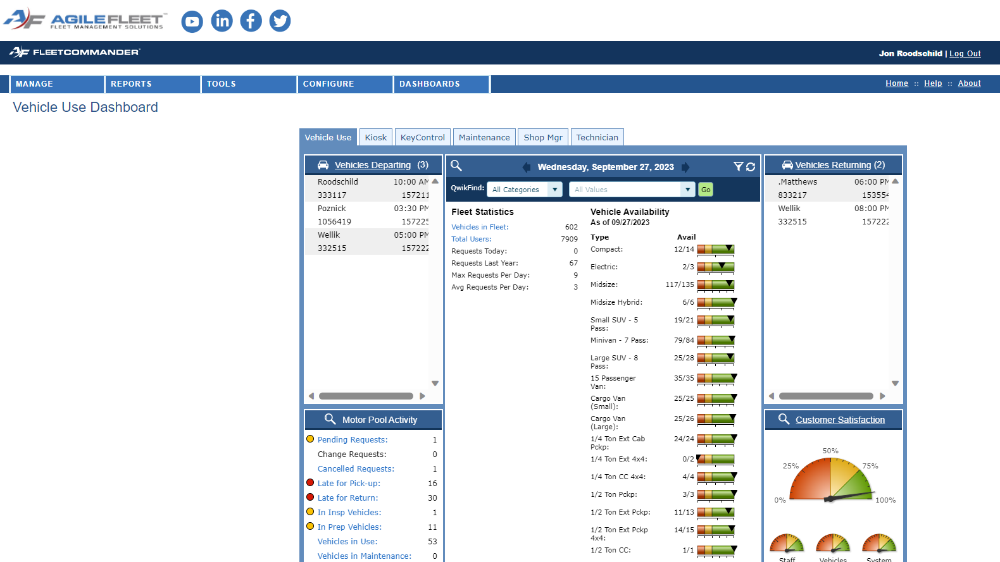 AGILEFLEET
FLEET MANAGEMENT SOLUTIONS
FLEETCOMMANDER
Jon Roodschild | Log Out
MANAGE
REPORTS
TOOLS
CONFIGURE
DASHBOARDS
Home :: Help :: About
Vehicle Use Dashboard
Vehicle Use
Kiosk
KeyControl
Maintenance
Shop Mgr
Technician
Vehicles Departing (3)
Roodschild 10:00 AM
333117 157211
Poznick 03:30 PM
1056419 157225
Wellik 05:00 PM
332515 157222
Motor Pool Activity
Pending Requests: 1
Change Requests: 0
Cancelled Requests: 1
Late for Pick-up: 16
Late for Return: 30
In Insp Vehicles: 1
In Prep Vehicles: 11
Vehicles in Use: 53
Vehicles in Maintenance: 0
Wednesday, September 27, 2023
QwikFind: All Categories All Values Go
Fleet Statistics
Vehicles in Fleet: 602
Total Users: 7909
Requests Today: 0
Requests Last Year: 67
Max Requests Per Day: 9
Avg Requests Per Day: 3
Vehicle Availability
As of 09/27/2023
Type Avail
Compact: 12/14
Electric: 2/3
Midsize: 117/135
Midsize Hybrid: 6/6
Small SUV - 5 19/21
Pass:
Minivan - 7 Pass: 79/84
Large SUV - 8 25/28
Pass:
15 Passenger 35/35
Van:
Cargo Van 25/25
(Small):
Cargo Van 25/26
(Large):
1/4 Ton Ext Cab 24/24
Pckp:
1/4 Ton Ext 4x4: 0/2
1/4 Ton CC 4x4: 4/4
1/2 Ton Pckp: 3/3
1/2 Ton Ext Pckp: 11/13
1/2 Ton Ext Pckp 14/15
4x4:
1/2 Ton CC: 1/1
Vehicles Returning (2)
.Matthews 06:00 PM
833217 153554
Wellik 08:00 PM
332515 157222
Customer Satisfaction
50%
25% 75%
0% 100%
Staff Vehicles System